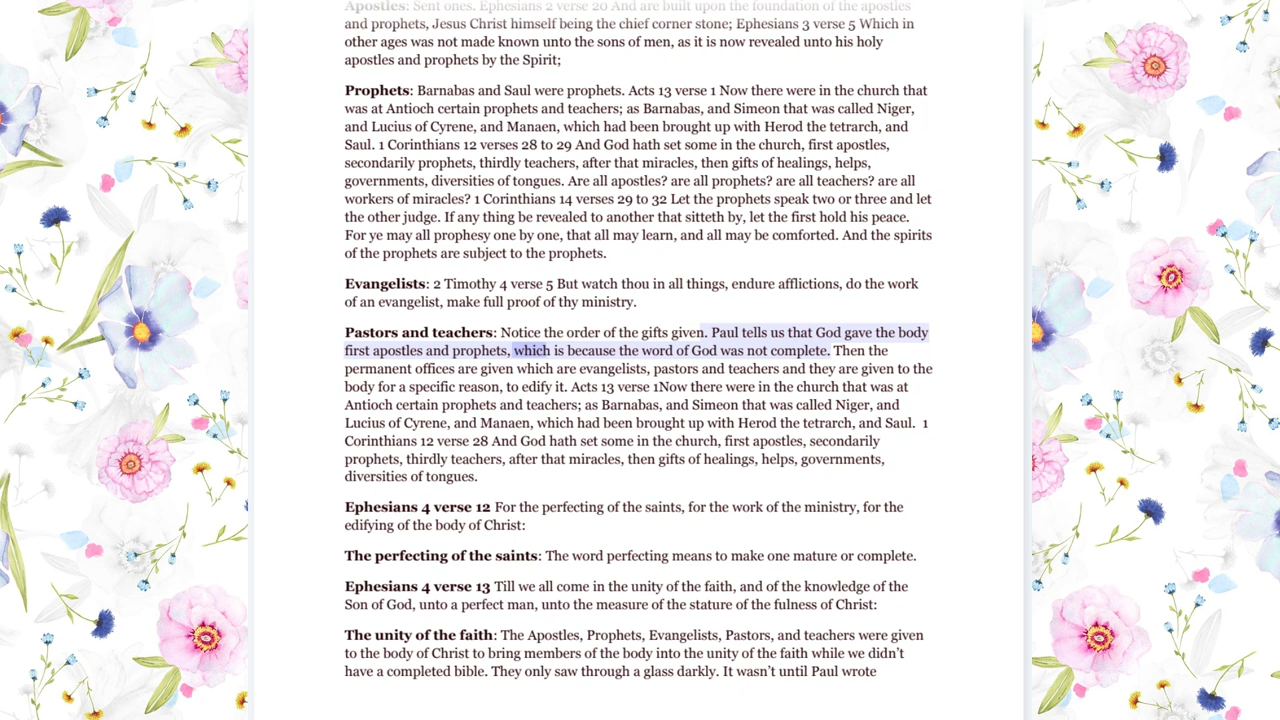 Apostles: Sent ones. Ephesians 2 verse 20 And are built upon the foundation of the apostles
and prophets, Jesus Christ himself being the chief corner stone; Ephesians 3 verse 5 Which in
other ages was not made known unto the sons of men, as it is now revealed unto his holy
apostles and prophets by the Spirit;
Prophets: Barnabas and Saul were prophets. Acts 13 verse 1 Now there were in the church that
was at Antioch certain prophets and teachers; as Barnabas, and Simeon that was called Niger,
and Lucius of Cyrene, and Manaen, which had been brought up with Herod the tetrarch, and
Saul. 1 Corinthians 12 verses 28 to 29 And God hath set some in the church, first apostles,
secondarily prophets, thirdly teachers, after that miracles, then gifts of healings, helps,
governments, diversities of tongues. Are all apostles? are all prophets? are all teachers? are all
workers of miracles? 1 Corinthians 14 verses 29 to 32 Let the prophets speak two or three and let
the other judge. If any thing be revealed to another that sitteth by, let the first hold his peace.
For ye may all prophesy one by one, that all may learn, and all may be comforted. And the spirits
of the prophets are subject to the prophets.
Evangelists: 2 Timothy 4 verse 5 But watch thou in all things, endure afflictions, do the work
of an evangelist, make full proof of thy ministry.
Pastors and teachers: Notice the order of the gifts given. Paul tells us that God gave the body
first apostles and prophets, which is because the word of God was not complete. Then the
permanent offices are given which are evangelists, pastors and teachers and they are given to the
body for a specific reason, to edify it. Acts 13 verse 1Now there were in the church that was at
Antioch certain prophets and teachers; as Barnabas, and Simeon that was called Niger, and
Lucius of Cyrene, and Manaen, which had been brought up with Herod the tetrarch, and Saul.  1
Corinthians 12 verse 28 And God hath set some in the church, first apostles, secondarily
prophets, thirdly teachers, after that miracles, then gifts of healings, helps, governments,
diversities of tongues.
Ephesians 4 verse 12 For the perfecting of the saints, for the work of the ministry, for the
edifying of the body of Christ:
The perfecting of the saints: The word perfecting means to make one mature or complete.
Ephesians 4 verse 13 Till we all come in the unity of the faith, and of the knowledge of the
Son of God, unto a perfect man, unto the measure of the stature of the fulness of Christ:
The unity of the faith: The Apostles, Prophets, Evangelists, Pastors, and teachers were given
to the body of Christ to bring members of the body into the unity of the faith while we didn’t
have a completed bible. They only saw through a glass darkly. It wasn’t until Paul wrote